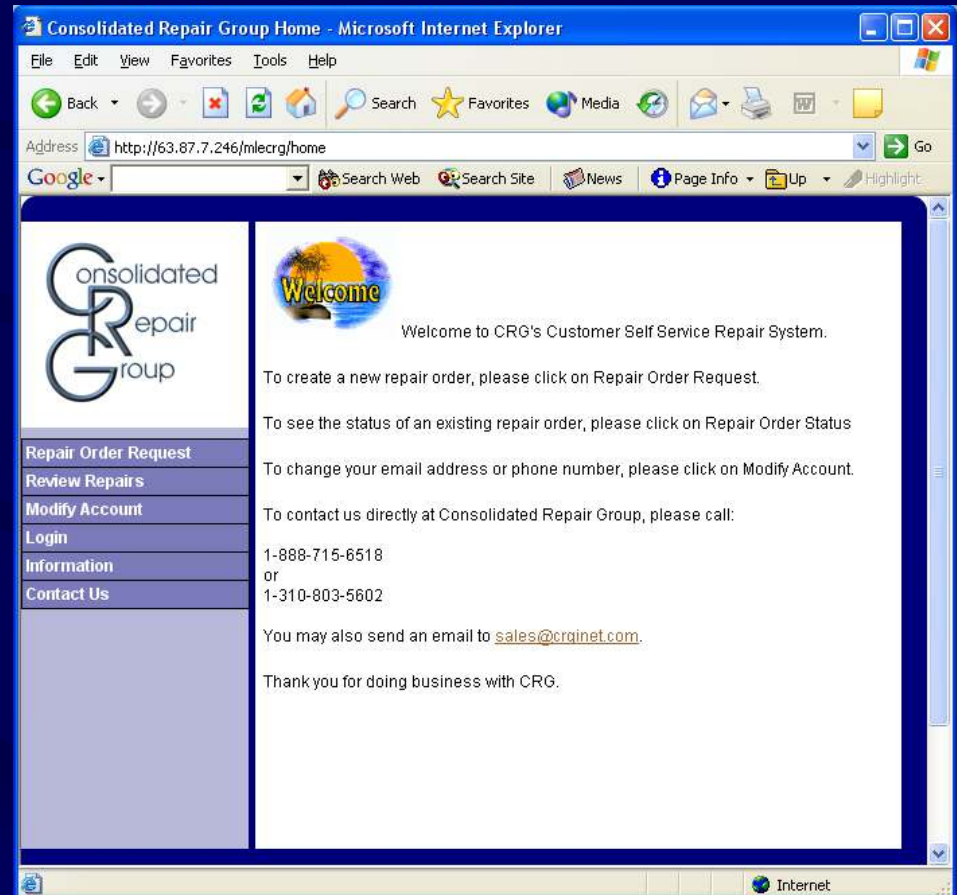 Consolidated Repair Group Home - Microsoft Internet Explorer
File Edit View Favorites Tools Help
Back Search Favorites Media
Address http://63.87.7.246/mlecrg/home Go
Google Search Web Search Site News Page Info Up Highlight
Consolidated
Repair
Group
Repair Order Request
Review Repairs
Modify Account
Login
Information
Contact Us
Welcome
Welcome to CRG's Customer Self Service Repair System.
To create a new repair order, please click on Repair Order Request.
To see the status of an existing repair order, please click on Repair Order Status
To change your email address or phone number, please click on Modify Account.
To contact us directly at Consolidated Repair Group, please call:
1-888-715-6518
or
1-310-803-5602
You may also send an email to sales@crginet.com.
Thank you for doing business with CRG.
Internet